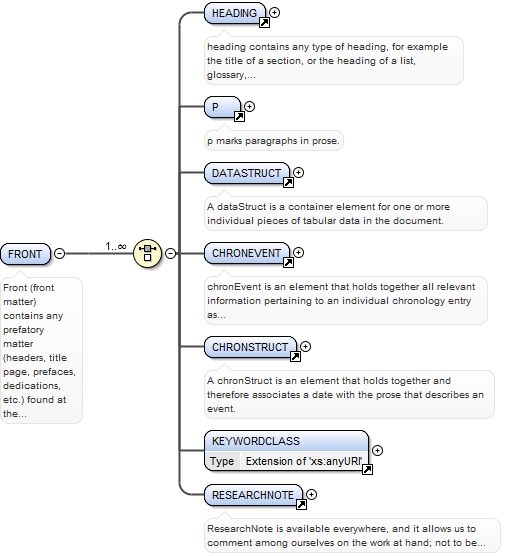 HEADING
heading contains any type of heading, for example
the title of a section, or the heading of a list,
glossary,...
P
p marks paragraphs in prose.
DATASTRUCT
A dataStruct is a container element for one or more
individual pieces of tabular data in the document.
1..∞
FRONT
Front (front
matter)
contains any
prefatory
matter
(headers, title
page, prefaces,
dedications,
etc.) found at
the...
CHRONEVENT
chronEvent is an element that holds together all relevant
information pertaining to an individual chronology entry
as...
CHRONSTRUCT
A chronStruct is an element that holds together and
therefore associates a date with the prose that describes an
event.
KEYWORDCLASS
Type Extension of 'xs:anyURI'
RESEARCHNOTE
ResearchNote is available everywhere, and it allows us to
comment among ourselves on the work at hand; not to be...